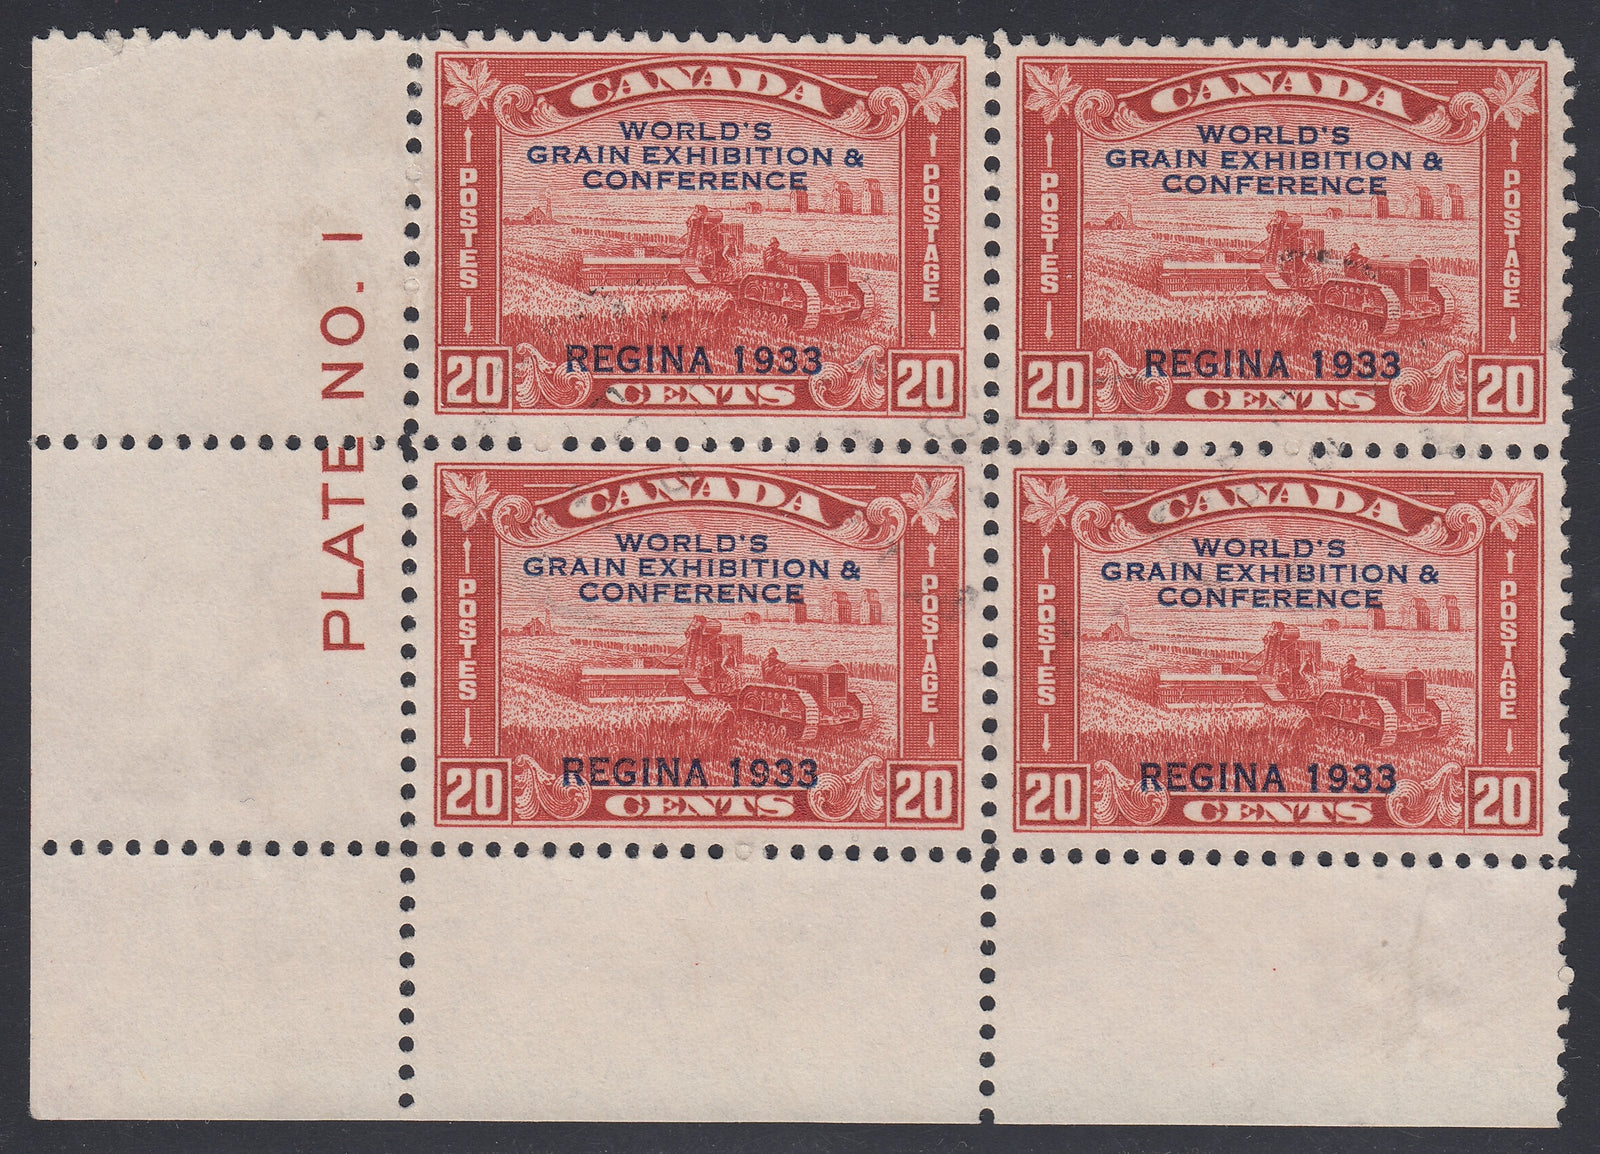 PLATE NO. 1
CANADA
WORLD'S
GRAIN EXHIBITION &
CONFERENCE
POSTES
POSTAGE
REGINA 1933
20 CENTS 20
CANADA
WORLD'S
GRAIN EXHIBITION &
CONFERENCE
POSTES
POSTAGE
REGINA 1933
20 CENTS 20
CANADA
WORLD'S
GRAIN EXHIBITION &
CONFERENCE
POSTES
POSTAGE
REGINA 1933
20 CENTS 20
CANADA
WORLD'S
GRAIN EXHIBITION &
CONFERENCE
POSTES
POSTAGE
REGINA 1933
20 CENTS 20